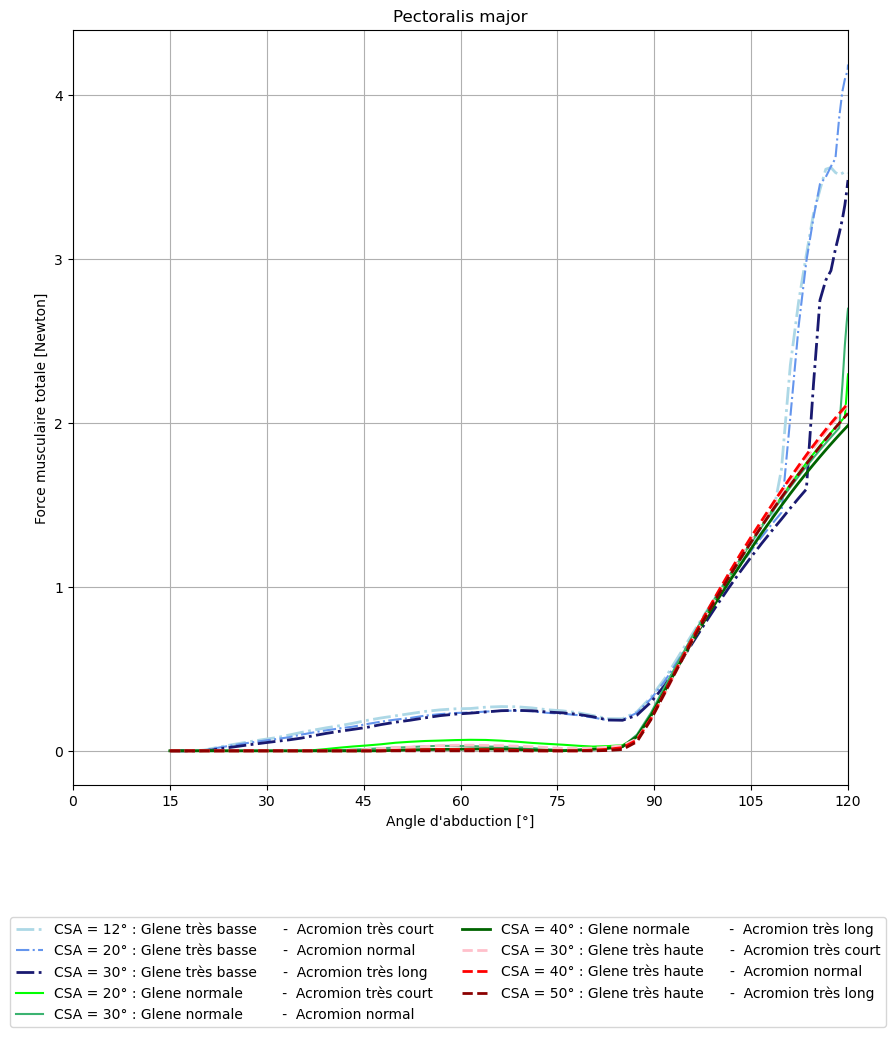 Pectoralis major
Force musculaire totale [Newton]
4
3
2
1
0
0 15 30 45 60 75 90 105 120
Angle d'abduction [°]
CSA = 12° : Glene très basse - Acromion très court
CSA = 20° : Glene très basse - Acromion normal
CSA = 30° : Glene très basse - Acromion très long
CSA = 20° : Glene normale - Acromion très court
CSA = 30° : Glene normale - Acromion normal
CSA = 40° : Glene normale - Acromion très long
CSA = 30° : Glene très haute - Acromion très court
CSA = 40° : Glene très haute - Acromion normal
CSA = 50° : Glene très haute - Acromion très long